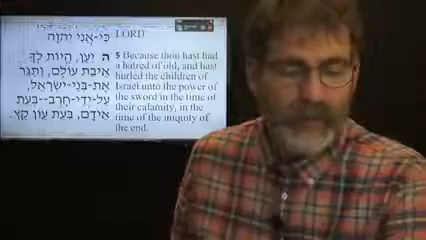 כִּי-אֲנִי יְהוָה
LORD
ה יַעַן, הֱיוֹת לְךָ
אֵיבַת עוֹלָם, וַתַּגֵּר
אֶת-בְּנֵי-יִשְׂרָאֵל,
עַל-יְדֵי-חָרֶב--בְּעֵת
אֵידָם, בְּעֵת עֲוֺן קֵץ.
5 Because thou hast had
a hatred of old, and hast
hurled the children of
Israel unto the power of
the sword in the time of
their calamity, in the
time of the iniquity of
the end.